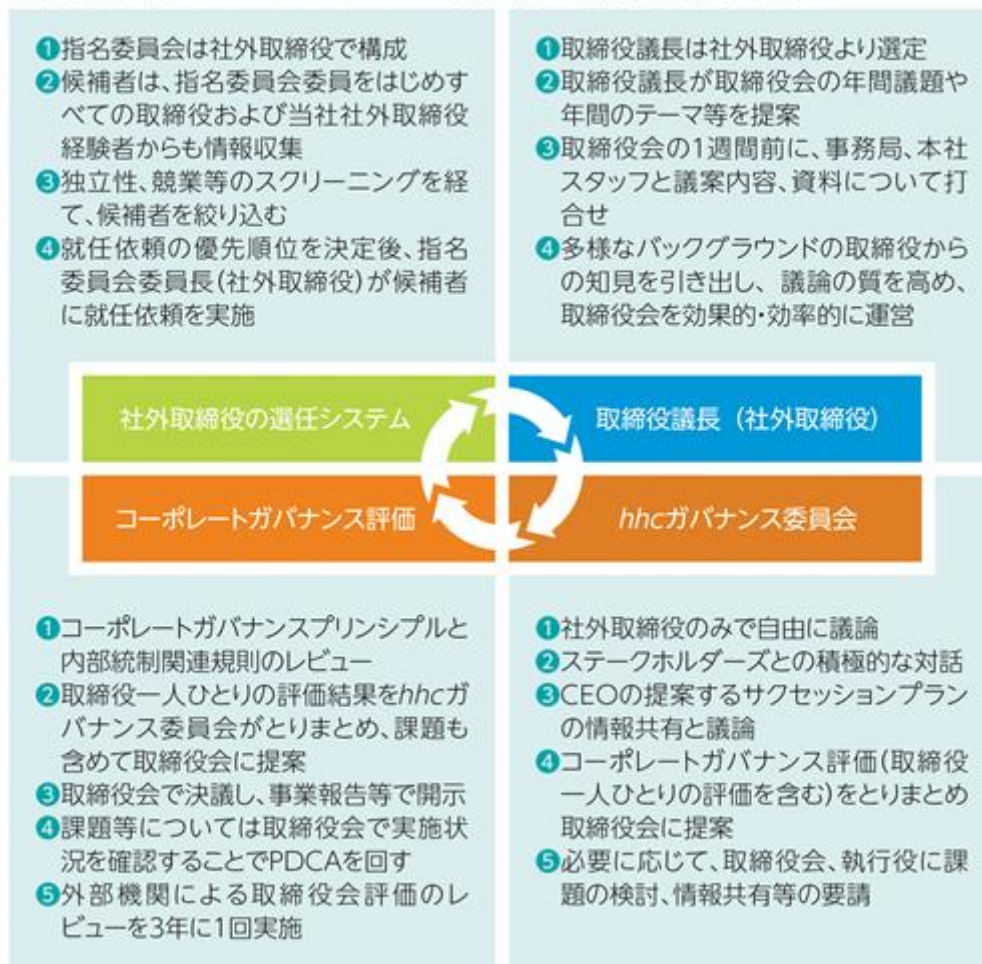 ❶指名委員会は社外取締役で構成
❷候補者は、指名委員会委員をはじめす
べての取締役および当社社外取締役
経験者からも情報収集
❸独立性、競業等のスクリーニングを経
て、候補者を絞り込む
❹就任依頼の優先順位を決定後、指名
委員会委員長(社外取締役)が候補者
に就任依頼を実施
❶取締役議長は社外取締役より選定
❷取締役議長が取締役会の年間議題や
年間のテーマ等を提案
❸取締役会の1週間前に、事務局、本社
スタッフと議案内容、資料について打
合せ
❹多様なバックグラウンドの取締役から
の知見を引き出し、議論の質を高め、
取締役会を効果的・効率的に運営
社外取締役の選任システム
取締役議長（社外取締役）
コーポレートガバナンス評価
hhcガバナンス委員会
❶コーポレートガバナンスプリンシプルと
内部統制関連規則のレビュー
❷取締役一人ひとりの評価結果をhhcガ
バナンス委員会がとりまとめ、課題も
含めて取締役会に提案
❸取締役会で決議し、事業報告等で開示
❹課題等については取締役会で実施状
況を確認することでPDCAを回す
❺外部機関による取締役会評価のレ
ビューを3年に1回実施
❶社外取締役のみで自由に議論
❷ステークホルダーズとの積極的な対話
❸CEOの提案するサクセッションプラン
の情報共有と議論
❹コーポレートガバナンス評価(取締役
一人ひとりの評価を含む)をとりまとめ
取締役会に提案
❺必要に応じて、取締役会、執行役に課
題の検討、情報共有等の要請